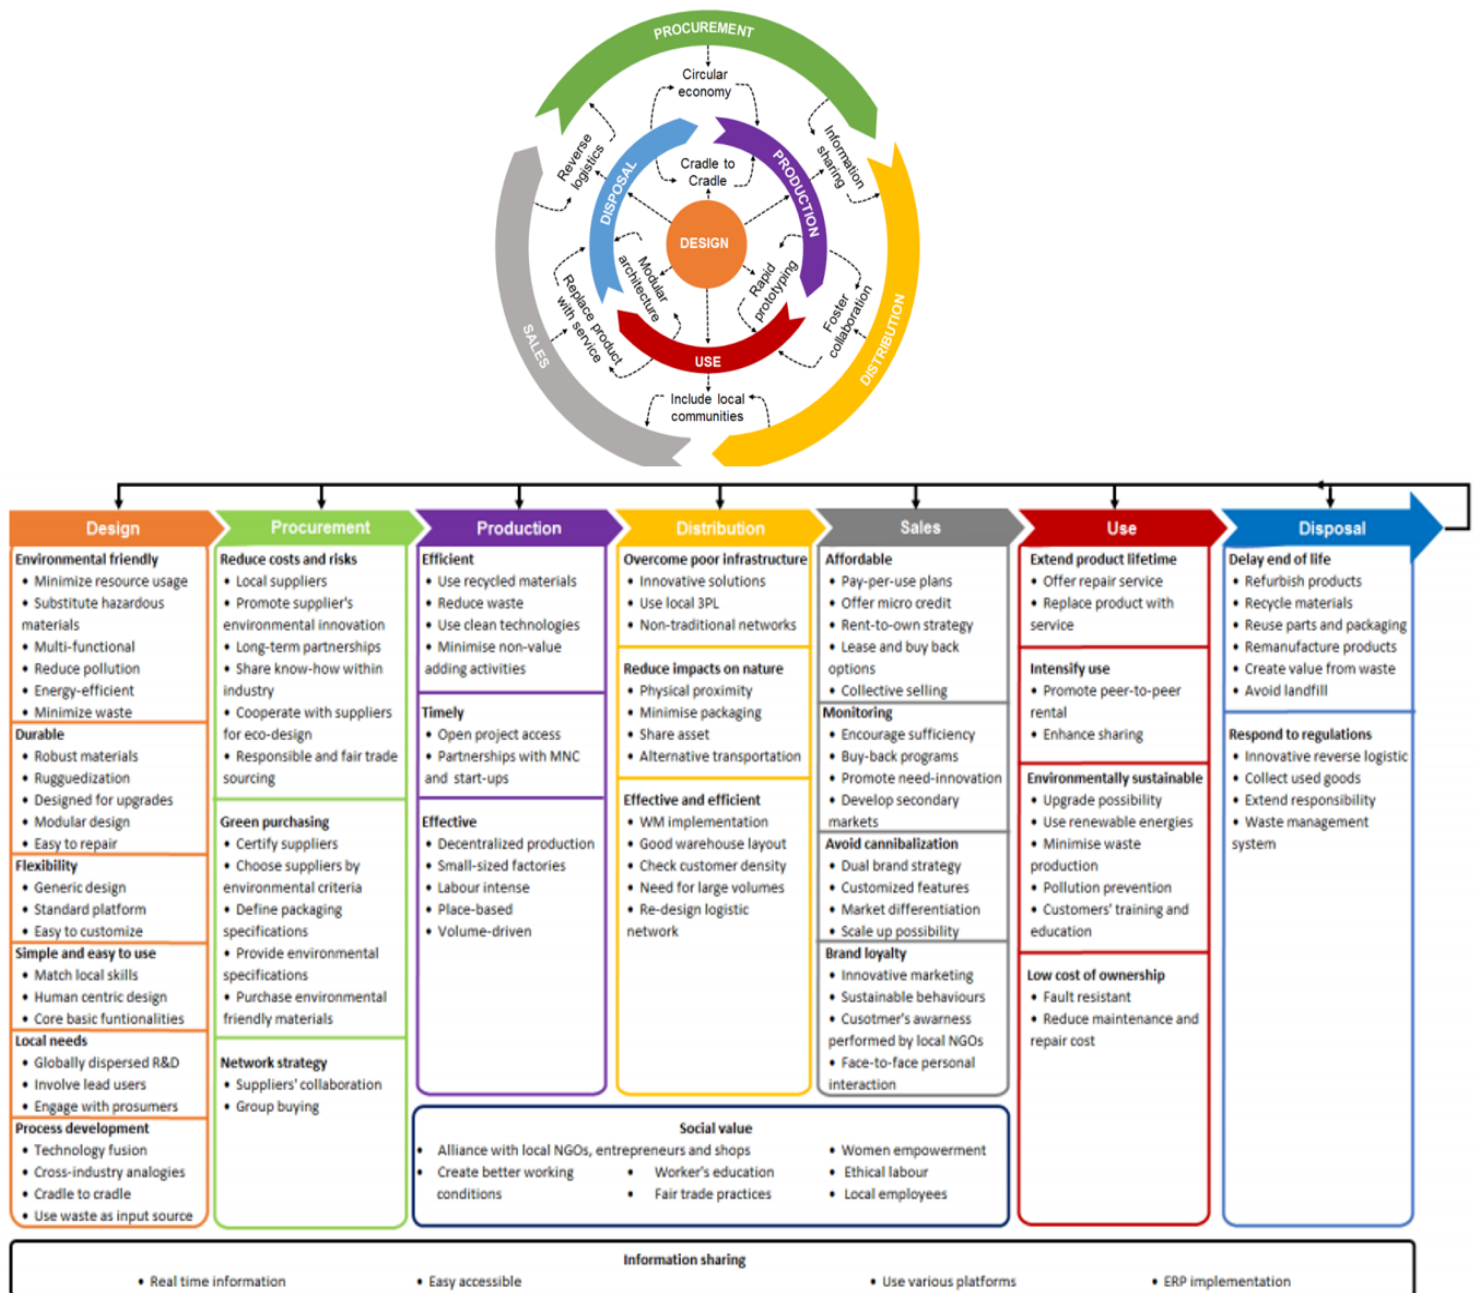 PROCUREMENT
Circular
economy
Information
sharing
Reverse
logistics
DISPOSAL
PRODUCTION
Cradle to
Cradle
DESIGN
Modular
architecture
Rapid
prototyping
Replace product
with service
Foster
collaboration
SALES
DISTRIBUTION
USE
Include local
communities
Design
Procurement
Production
Distribution
Sales
Use
Disposal
Environmental friendly
• Minimize resource usage
• Substitute hazardous
materials
• Multi-functional
• Reduce pollution
• Energy-efficient
• Minimize waste
Durable
• Robust materials
• Rugguedization
• Designed for upgrades
• Modular design
• Easy to repair
Flexibility
• Generic design
• Standard platform
• Easy to customize
Simple and easy to use
• Match local skills
• Human centric design
• Core basic funtionalities
Local needs
• Globally dispersed R&D
• Involve lead users
• Engage with prosumers
Process development
• Technology fusion
• Cross-industry analogies
• Cradle to cradle
• Use waste as input source
Reduce costs and risks
• Local suppliers
• Promote supplier's
environmental innovation
• Long-term partnerships
• Share know-how within
industry
• Cooperate with suppliers
for eco-design
• Responsible and fair trade
sourcing
Green purchasing
• Certify suppliers
• Choose suppliers by
environmental criteria
• Define packaging
specifications
• Provide environmental
specifications
• Purchase environmental
friendly materials
Network strategy
• Suppliers' collaboration
• Group buying
Efficient
• Use recycled materials
• Reduce waste
• Use clean technologies
• Minimise non-value
adding activities
Timely
• Open project access
• Partnerships with MNC
and start-ups
Effective
• Decentralized production
• Small-sized factories
• Labour intense
• Place-based
• Volume-driven
Overcome poor infrastructure
• Innovative solutions
• Use local 3PL
• Non-traditional networks
Reduce impacts on nature
• Physical proximity
• Minimise packaging
• Share asset
• Alternative transportation
Effective and efficient
• WM implementation
• Good warehouse layout
• Check customer density
• Need for large volumes
• Re-design logistic
network
Affordable
• Pay-per-use plans
• Offer micro credit
• Rent-to-own strategy
• Lease and buy back
options
• Collective selling
Monitoring
• Encourage sufficiency
• Buy-back programs
• Promote need-innovation
• Develop secondary
markets
Avoid cannibalization
• Dual brand strategy
• Customized features
• Market differentiation
• Scale up possibility
Brand loyalty
• Innovative marketing
• Sustainable behaviours
• Cusotmer's awarness
performed by local NGOs
• Face-to-face personal
interaction
Extend product lifetime
• Offer repair service
• Replace product with
service
Intensify use
• Promote peer-to-peer
rental
• Enhance sharing
Environmentally sustainable
• Upgrade possibility
• Use renewable energies
• Minimise waste
production
• Pollution prevention
• Customers' training and
education
Low cost of ownership
• Fault resistant
• Reduce maintenance and
repair cost
Delay end of life
• Refurbish products
• Recycle materials
• Reuse parts and packaging
• Remanufacture products
• Create value from waste
• Avoid landfill
Respond to regulations
• Innovative reverse logistic
• Collect used goods
• Extend responsibility
• Waste management
system
Social value
• Alliance with local NGOs, entrepreneurs and shops
• Create better working
conditions
• Worker's education
• Fair trade practices
• Women empowerment
• Ethical labour
• Local employees
Information sharing
• Real time information • Easy accessible • Use various platforms • ERP implementation